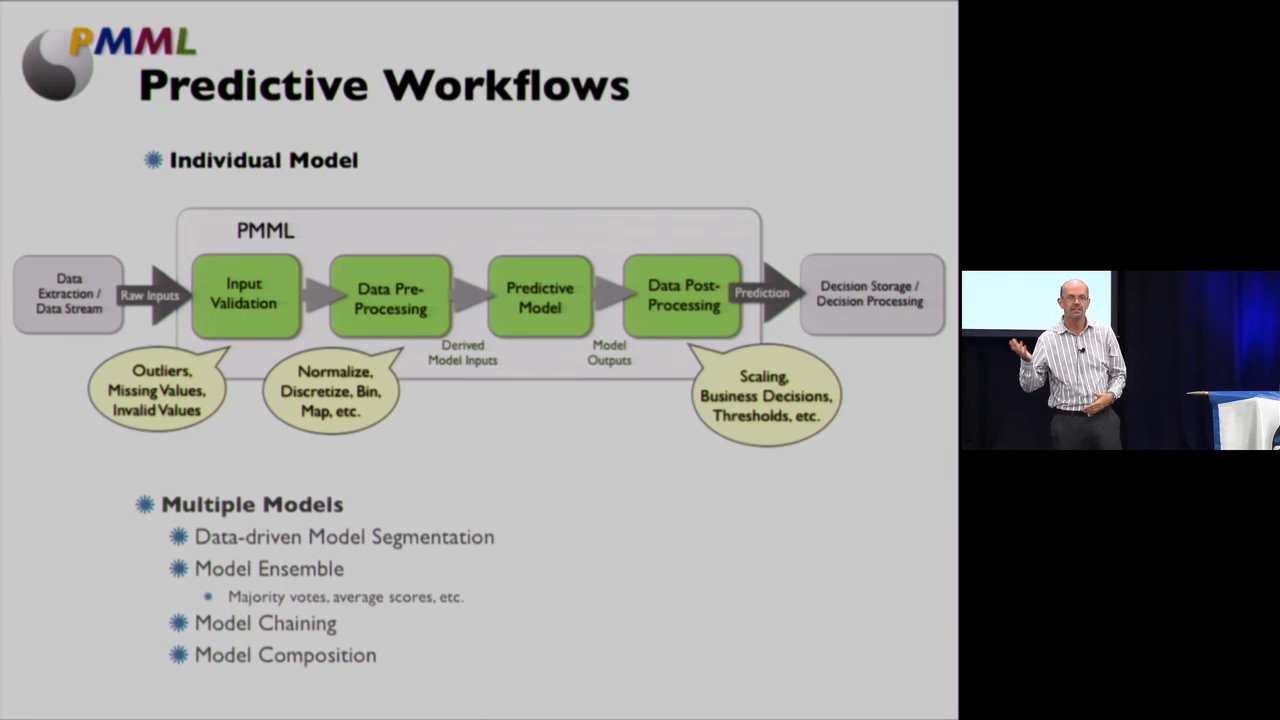 PMML
Predictive Workflows
Individual Model
PMML
Data
Extraction /
Data Stream
Raw Inputs
Input
Validation
Data Pre-
Processing
Predictive
Model
Data Post-
Processing
Prediction
Decision Storage /
Decision Processing
Derived
Model Inputs
Model
Outputs
Outliers,
Missing Values,
Invalid Values
Normalize,
Discretize, Bin,
Map, etc.
Scaling,
Business Decisions,
Thresholds, etc.
Multiple Models
Data-driven Model Segmentation
Model Ensemble
Majority votes, average scores, etc.
Model Chaining
Model Composition